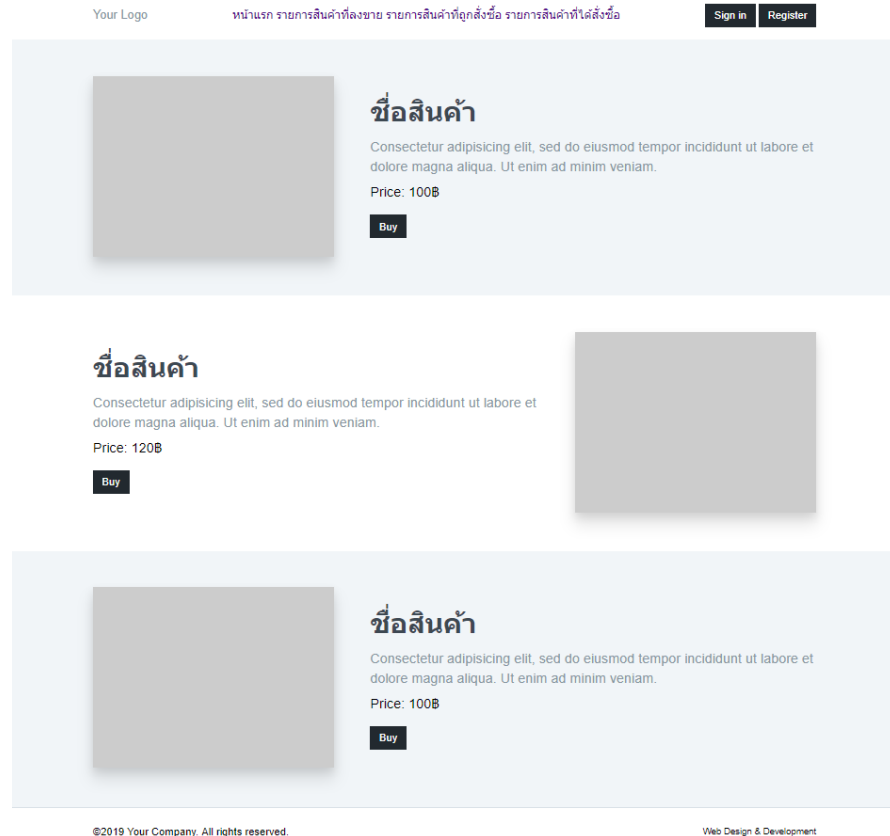 Your Logo หน้าแรก รายการสินค้าที่ลงขาย รายการสินค้าที่ถูกสั่งซื้อ รายการสินค้าที่ได้สั่งซื้อ Sign in Register
ชื่อสินค้า
Consectetur adipisicing elit, sed do eiusmod tempor incididunt ut labore et
dolore magna aliqua. Ut enim ad minim veniam.
Price: 100฿
Buy
ชื่อสินค้า
Consectetur adipisicing elit, sed do eiusmod tempor incididunt ut labore et
dolore magna aliqua. Ut enim ad minim veniam.
Price: 120฿
Buy
ชื่อสินค้า
Consectetur adipisicing elit, sed do eiusmod tempor incididunt ut labore et
dolore magna aliqua. Ut enim ad minim veniam.
Price: 100฿
Buy
©2019 Your Company. All rights reserved. Web Design & Development